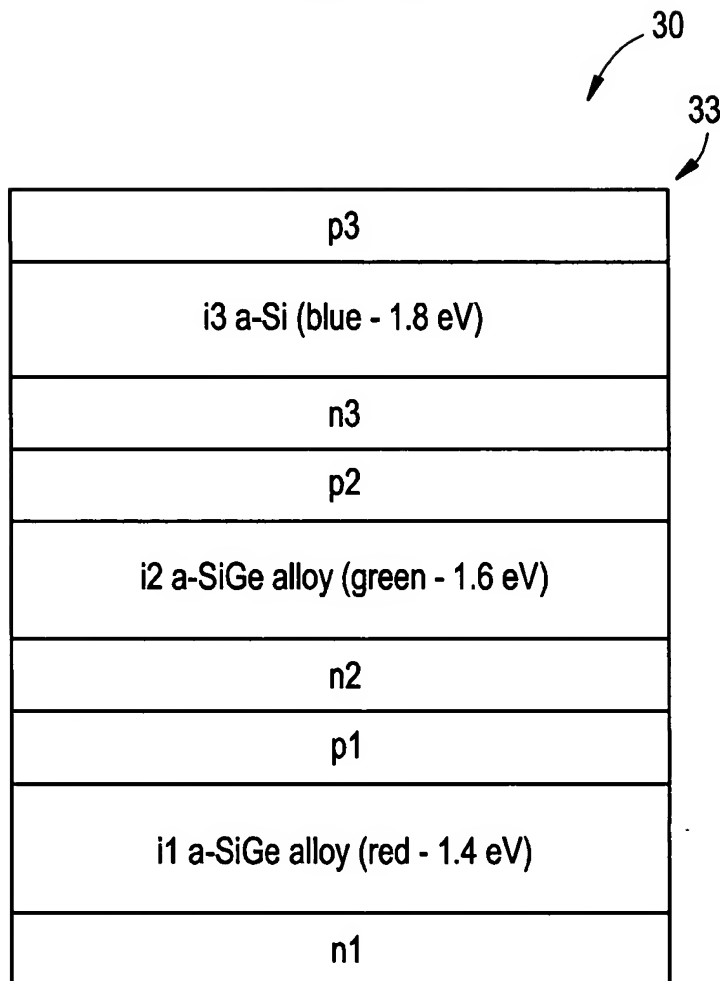 30
33
p3
i3 a-Si (blue - 1.8 eV)
n3
p2
i2 a-SiGe alloy (green - 1.6 eV)
n2
p1
i1 a-SiGe alloy (red - 1.4 eV)
n1